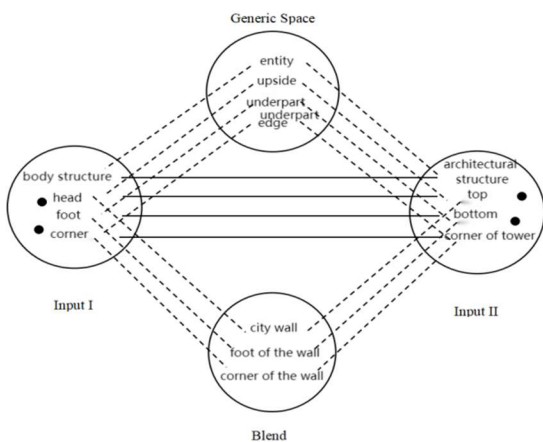 Generic Space
entity
upside
underpart
underpart
edge
body structure
head
foot
corner
Input I
architectural
structure
top
bottom
corner of tower
Input II
city wall
foot of the wall
corner of the wall
Blend